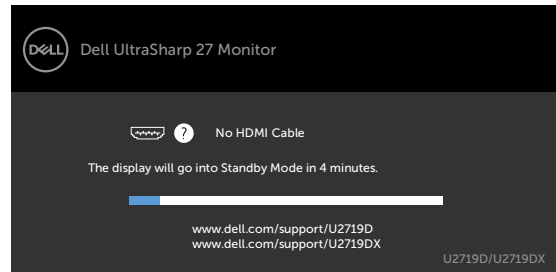 DELL
Dell UltraSharp 27 Monitor
? No HDMI Cable
The display will go into Standby Mode in 4 minutes.
www.dell.com/support/U2719D
www.dell.com/support/U2719DX
U2719D/U2719DX